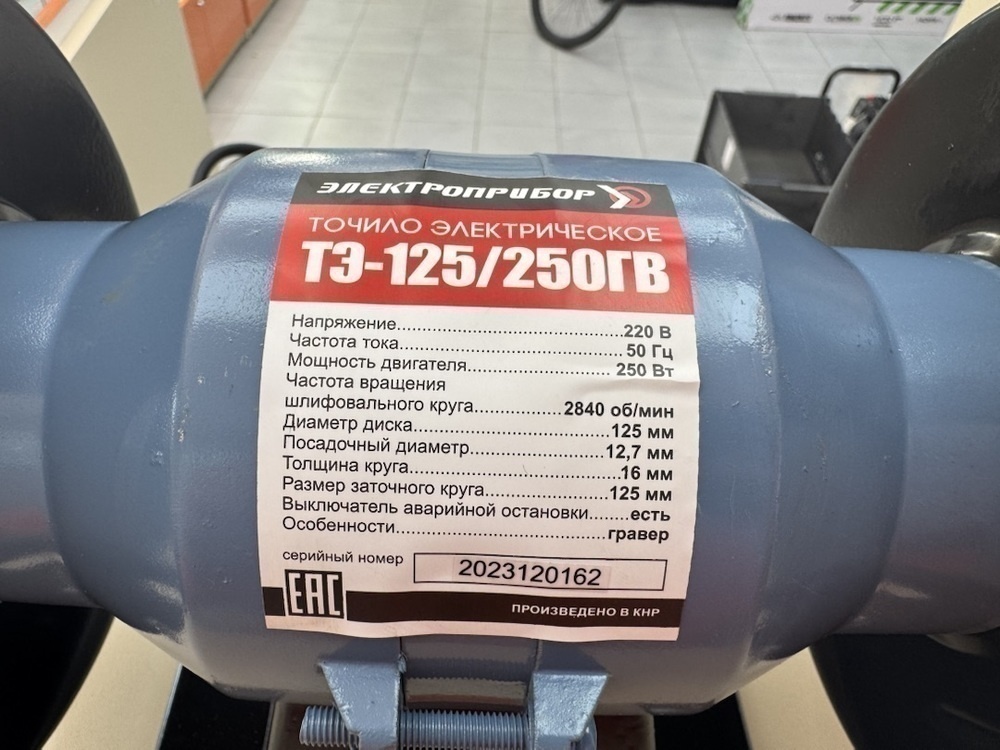 ЭЛЕКТРОПРИБОР
ТОЧИЛО ЭЛЕКТРИЧЕСКОЕ
ТЭ-125/250ГВ
Напряжение..............................220 В
Частота тока..............................50 Гц
Мощность двигателя................... 250 Вт
Частота вращения
шлифовального круга............2840 об/мин
Диаметр диска..........................125 мм
Посадочный диаметр..................12,7 мм
Толщина круга............................16 мм
Размер заточного круга................125 мм
Выключатель аварийной остановки.......есть
Особенности...........................гравер
серийный номер 2023120162
EAC
ПРОИЗВЕДЕНО В КНР